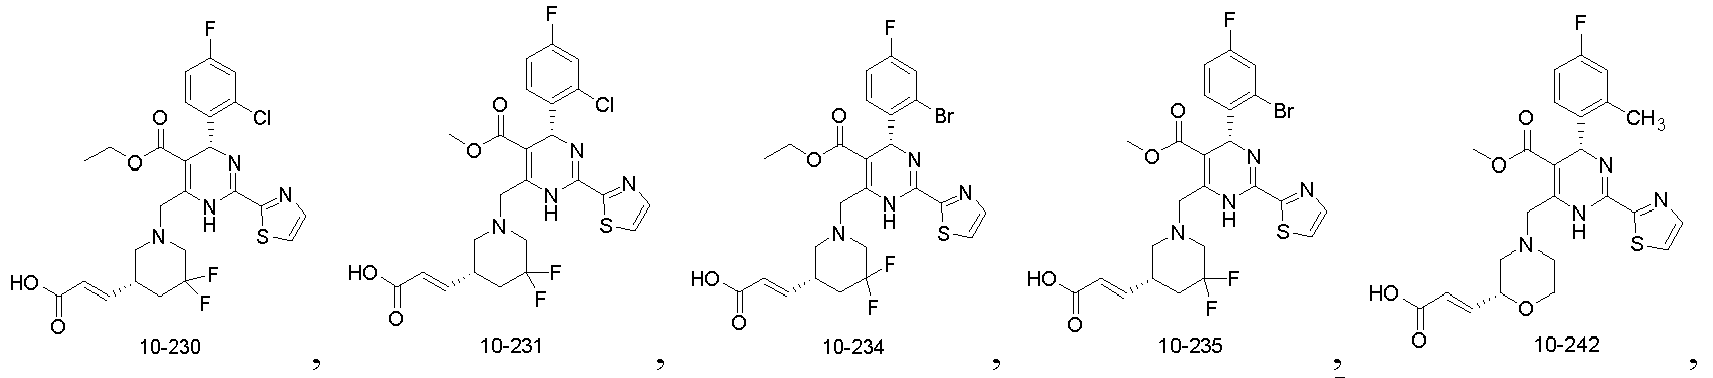 F F F F F
Cl Cl Br Br CH3
O O O O O
O O O O O
N N N N N
N N N N N
N H N H N H N H N H
S S S S S
N N N N N
HO HO HO HO HO
F F F F O
F F F F
O O O O O
10-230 , 10-231 , 10-234 , 10-235 , 10-242 ,